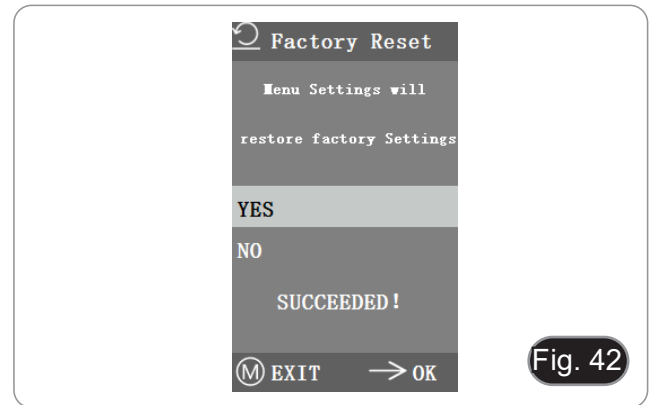 Factory Reset
Menu Settings will
restore factory Settings
YES
NO
SUCCEEDED!
M EXIT → OK
Fig. 42